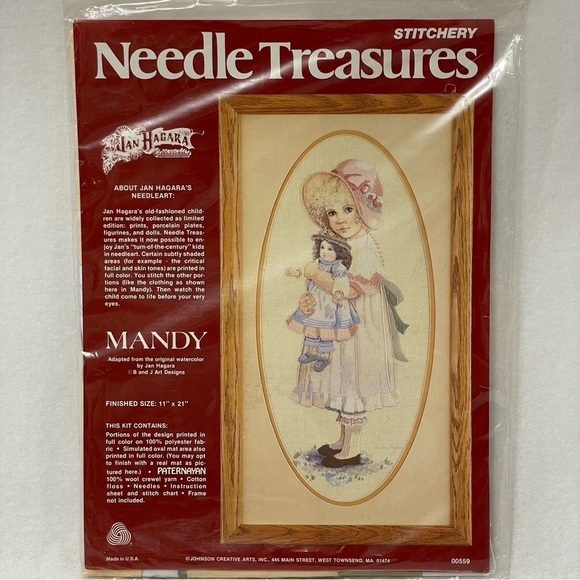 STITCHERY
Needle Treasures
JAN HAGARA
Collectables
ABOUT JAN HAGARA'S
NEEDLEART:
Jan Hagara's old-fashioned child-
ren are widely collected as limited
edition: prints, porcelain plates,
figurines, and dolls. Needle Treas-
ures makes it now possible to en-
joy Jan's "turn-of-the-century" kids
in needleart. Certain subtly shaded
areas (for example - the critical
facial and skin tones) are printed in
full color. You stitch the other por-
tions (like the clothing as shown
here in Mandy). Then watch the
child come to life before your very
eyes.
MANDY
Adapted from the original watercolor
by Jan Hagara
© B and J Art Designs
FINISHED SIZE: 11" x 21"
THIS KIT CONTAINS:
Portions of the design printed in
full color on 100% polyester fab-
ric • Simulated oval mat area also
printed in full color. (You may opt
to finish with a real mat as pic-
tured here.) • PATERNAYAN
100% wool crewel yarn • Cotton
floss • Needles • Instruction
sheet and stitch chart • Frame
not included.
Made in U.S.A.
© JOHNSON CREATIVE ARTS, INC., 445 MAIN STREET, WEST TOWNSEND, MA. 01474
00559